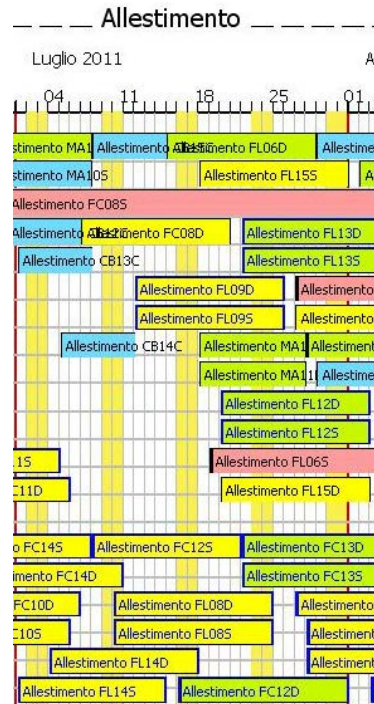 Allestimento
Luglio 2011 A
04 11 18 25 01
stimento MA1 Allestimento Allestimento FL06D Allestime
stimento MA10S Allestimento FL15S A
Allestimento FC08S
Allestimento Allestimento FC08D Allestimento FL13D
Allestimento CB13C Allestimento FL13S
Allestimento FL09D Allestimento
Allestimento FL09S Allestimento
Allestimento CB14C Allestimento MA1 Allestiment
Allestimento MA11 Allestime
Allestimento FL12D
Allestimento FL12S
1S Allestimento FL06S
C11D Allestimento FL15D
o FC14S Allestimento FC12S Allestimento FC13D
imento FC14D Allestimento FC13S
FC10D Allestimento FL08D Allestimento
C10S Allestimento FL08S Allestiment
Allestimento FL14D Allestiment
Allestimento FL14S Allestimento FC12D